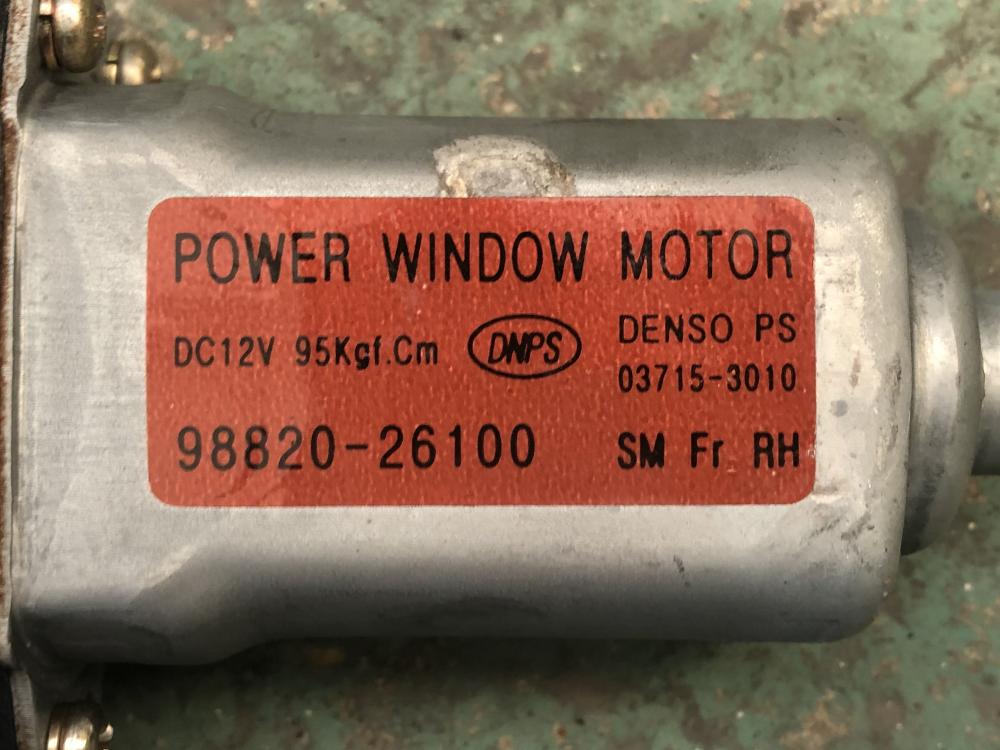 POWER WINDOW MOTOR
DC12V 95Kgf.Cm DNPS DENSO PS
03715-3010
98820-26100 SM Fr RH